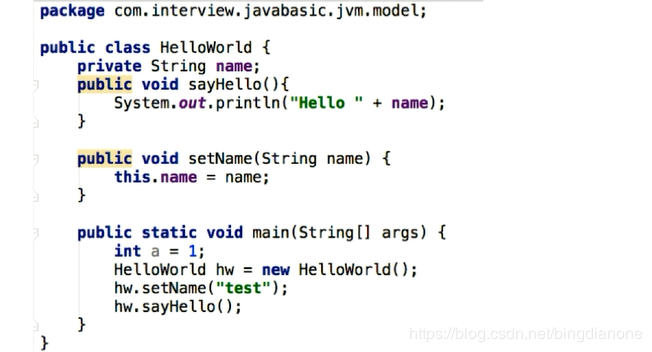 package com.interview.javabasic.jvm.model;
public class HelloWorld {
    private String name;
    public void sayHello(){
        System.out.println("Hello " + name);
    }
    public void setName(String name) {
        this.name = name;
    }
    public static void main(String[] args) {
        int a = 1;
        HelloWorld hw = new HelloWorld();
        hw.setName("test");
        hw.sayHello();
    }
}
https://blog.csdn.net/bingdianone